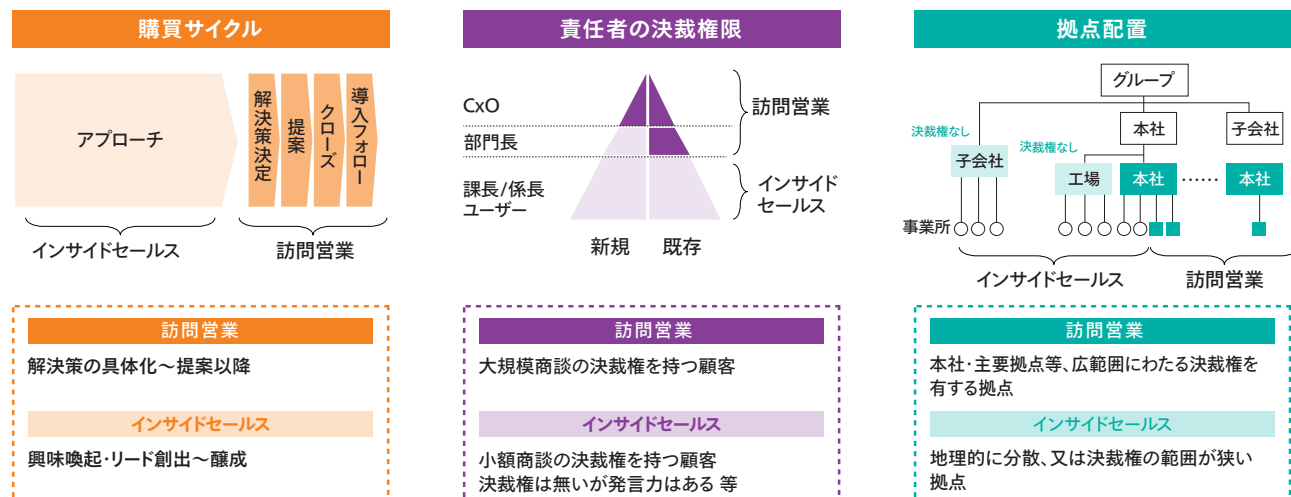 購買サイクル
アプローチ
解決策決定
提案
クローズ
導入フォロー
インサイドセールス
訪問営業
訪問営業
解決策の具体化～提案以降
インサイドセールス
興味喚起･リード創出～醸成
責任者の決裁権限
CxO
部門長
課長/係長
ユーザー
訪問営業
インサイド
セールス
新規
既存
訪問営業
大規模商談の決裁権を持つ顧客
インサイドセールス
小額商談の決裁権を持つ顧客
決裁権は無いが発言力はある 等
拠点配置
グループ
本社
子会社
決裁権なし
子会社
決裁権なし
工場
本社
……
本社
事業所
インサイドセールス
訪問営業
訪問営業
本社･主要拠点等、広範囲にわたる決裁権を
有する拠点
インサイドセールス
地理的に分散、又は決裁権の範囲が狭い
拠点